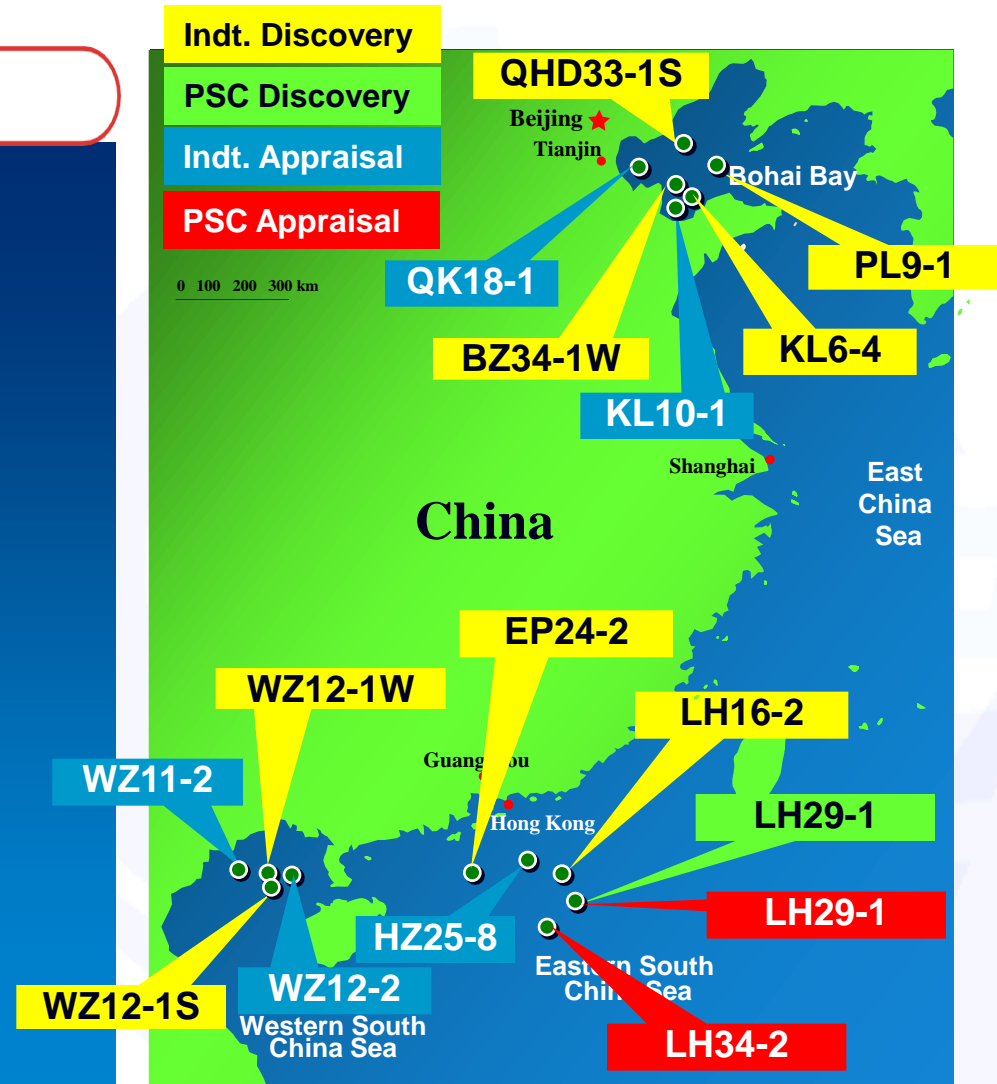 Indt. Discovery
PSC Discovery
Indt. Appraisal
PSC Appraisal
0 100 200 300 km
QHD33-1S
Beijing
Tianjin
Bohai Bay
QK18-1
PL9-1
BZ34-1W
KL6-4
KL10-1
Shanghai
East
China
Sea
China
EP24-2
WZ12-1W
LH16-2
WZ11-2
Hong Kong
LH29-1
LH29-1
HZ25-8
Eastern South
China Sea
WZ12-2
WZ12-1S
Western South
China Sea
LH34-2